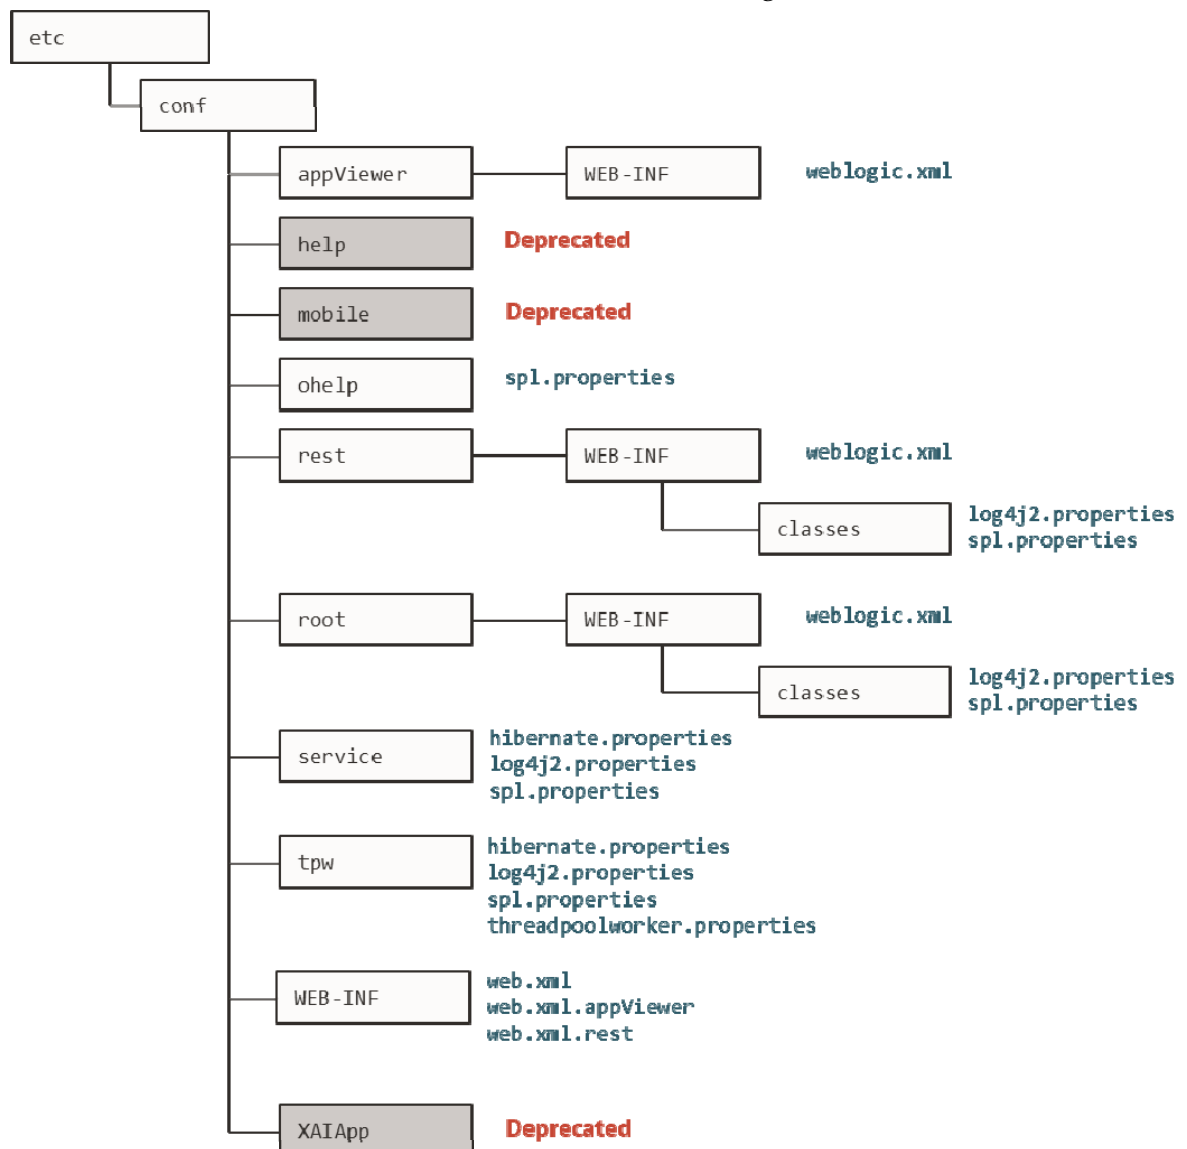 etc
conf
appViewer
WEB-INF
weblogic.xml
help
Deprecated
mobile
Deprecated
ohelp
spl.properties
rest
WEB-INF
weblogic.xml
classes
log4j2.properties
spl.properties
root
WEB-INF
weblogic.xml
classes
log4j2.properties
spl.properties
service
hibernate.properties
log4j2.properties
spl.properties
tpw
hibernate.properties
log4j2.properties
spl.properties
threadpoolworker.properties
WEB-INF
web.xml
web.xml.appViewer
web.xml.rest
XAIApp
Deprecated